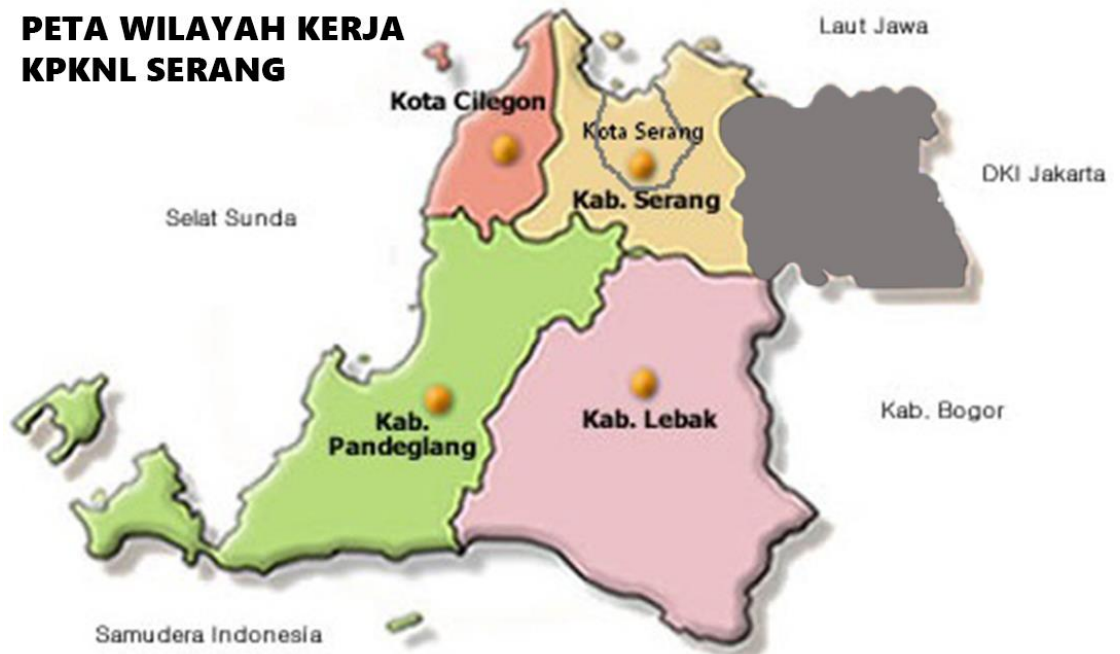 PETA WILAYAH KERJA
KPKNL SERANG
Laut Jawa
Kota Cilegon
Kota Serang
DKI Jakarta
Kab. Serang
Selat Sunda
Kab. Bogor
Kab.
Pandeglang
Kab. Lebak
Samudera Indonesia